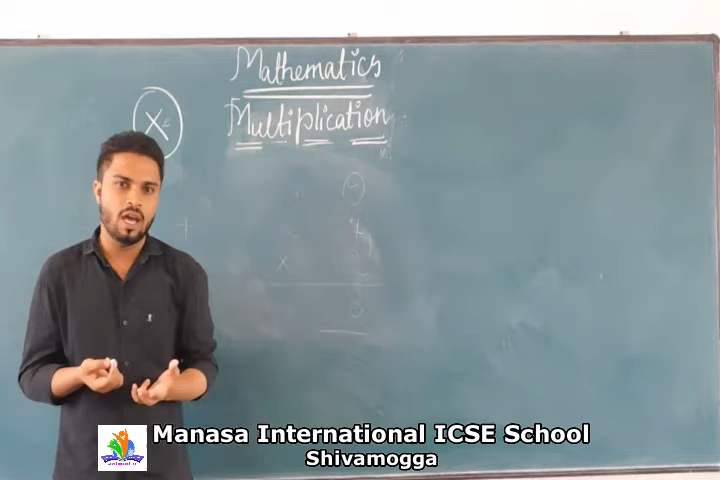 Mathematics
Multiplication
X
+
X
Manasa International ICSE School
Shivamogga